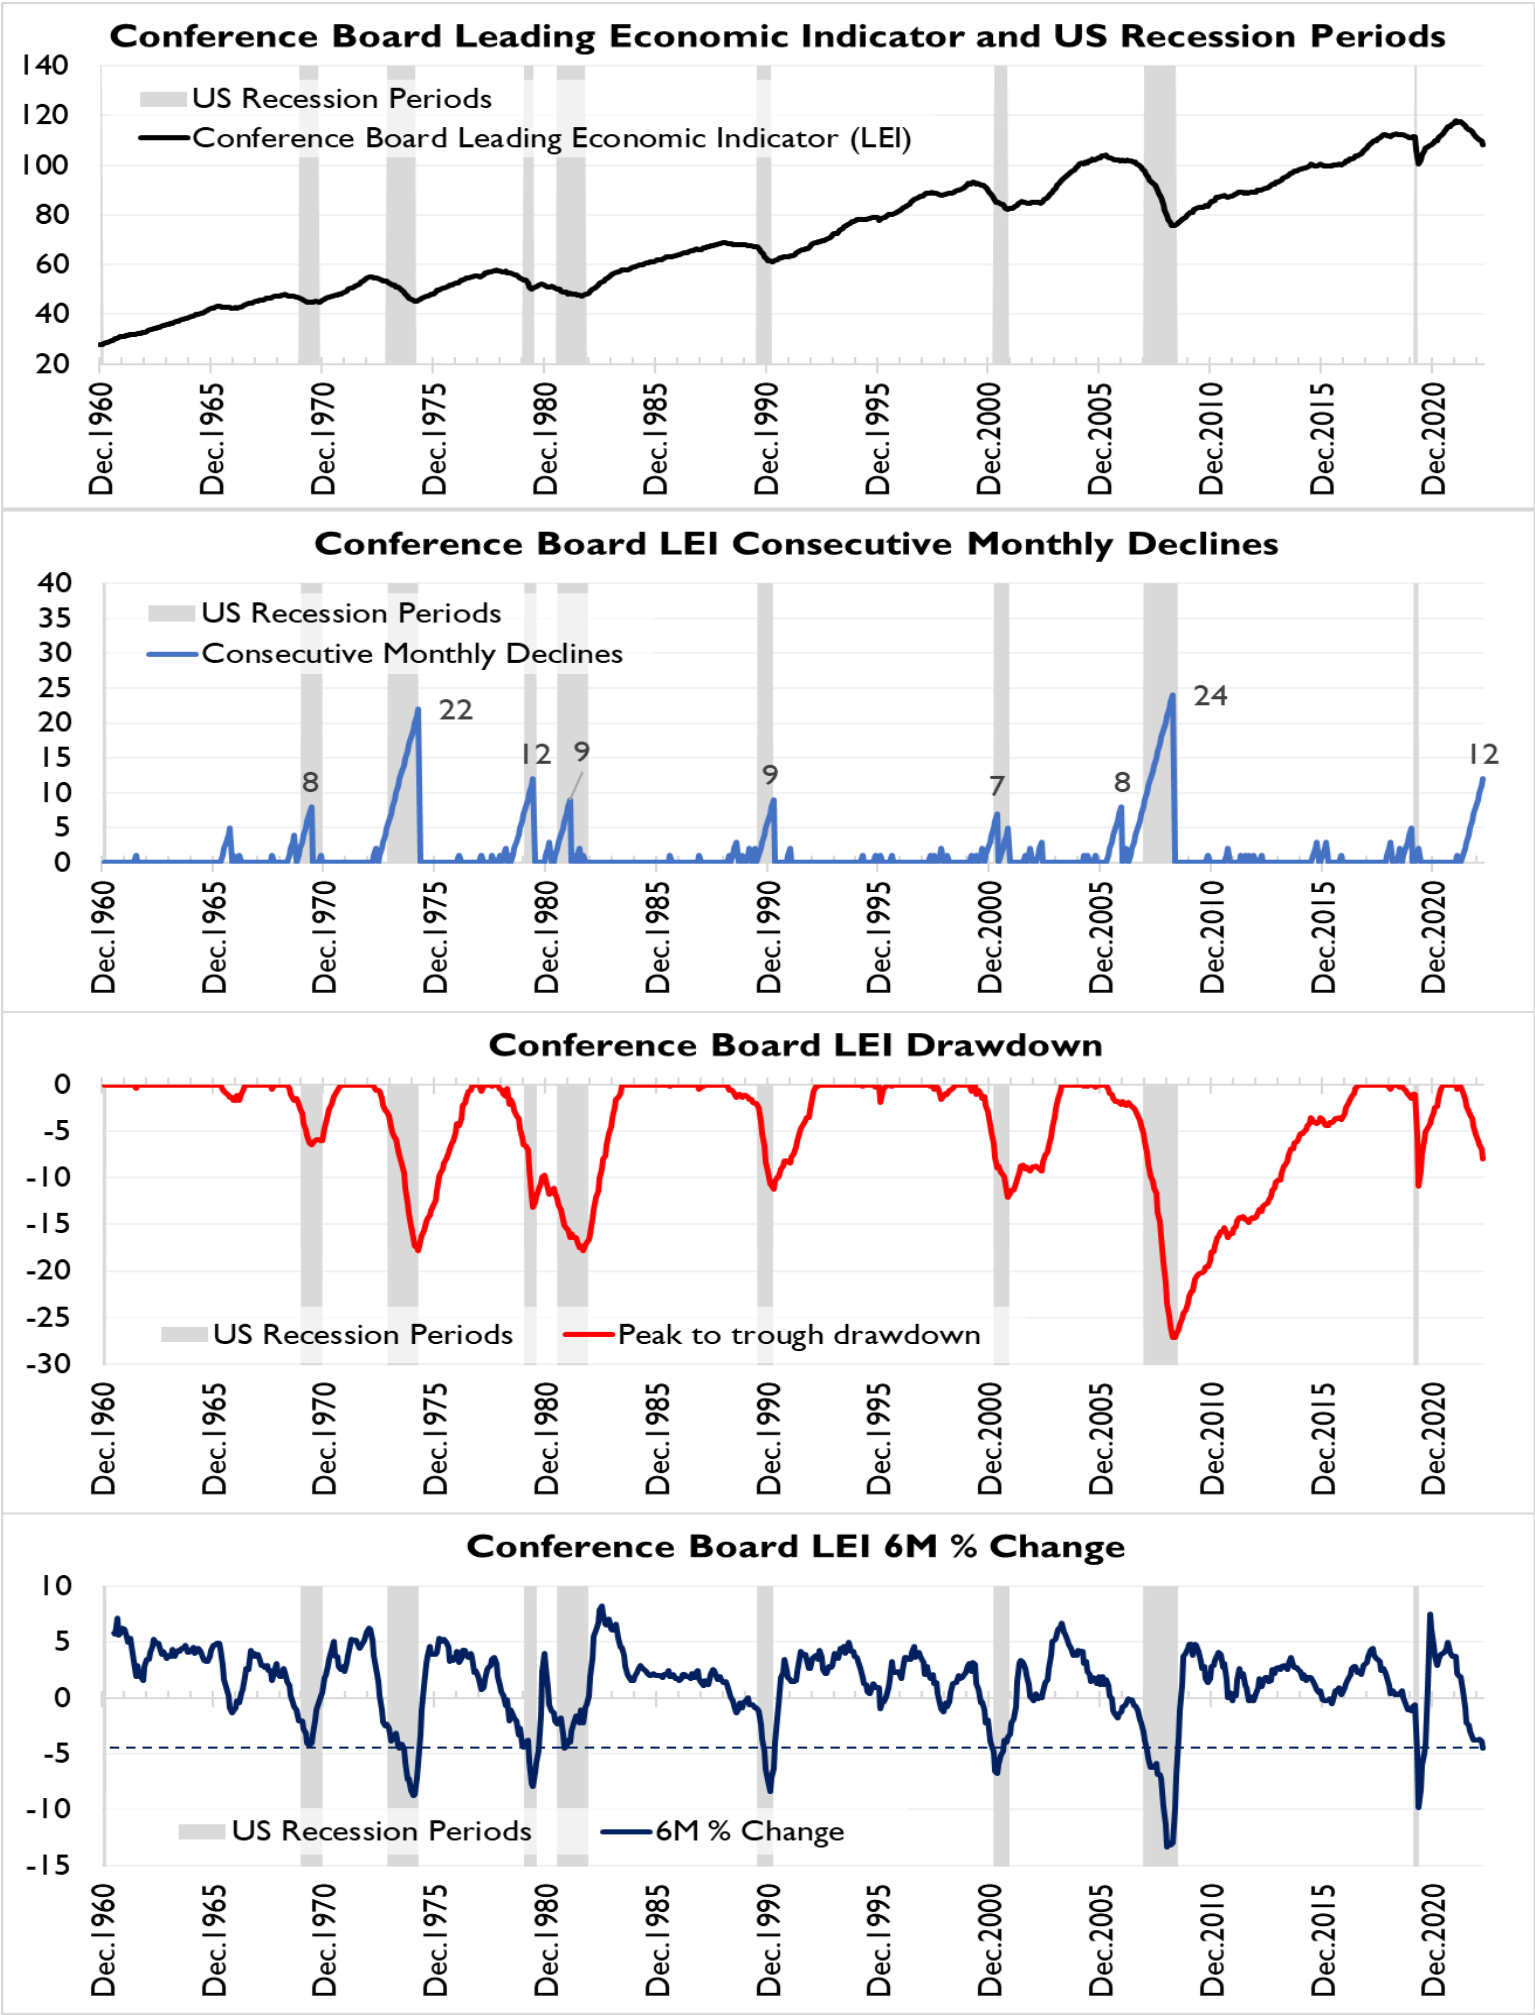 Conference Board Leading Economic Indicator and US Recession Periods
140
120
100
80
60
40
20
US Recession Periods
Conference Board Leading Economic Indicator (LEI)
Dec.1960
Dec.1965
Dec.1970
Dec.1975
Dec.1980
Dec.1985
Dec.1990
Dec.1995
Dec.2000
Dec.2005
Dec.2010
Dec.2015
Dec.2020
Conference Board LEI Consecutive Monthly Declines
40
35
30
25
20
15
10
5
0
US Recession Periods
Consecutive Monthly Declines
8
22
12
9
9
7
8
24
12
Dec.1960
Dec.1965
Dec.1970
Dec.1975
Dec.1980
Dec.1985
Dec.1990
Dec.1995
Dec.2000
Dec.2005
Dec.2010
Dec.2015
Dec.2020
Conference Board LEI Drawdown
0
-5
-10
-15
-20
-25
-30
US Recession Periods
Peak to trough drawdown
Dec.1960
Dec.1965
Dec.1970
Dec.1975
Dec.1980
Dec.1985
Dec.1990
Dec.1995
Dec.2000
Dec.2005
Dec.2010
Dec.2015
Dec.2020
Conference Board LEI 6M % Change
10
5
0
-5
-10
-15
US Recession Periods
6M % Change
Dec.1960
Dec.1965
Dec.1970
Dec.1975
Dec.1980
Dec.1985
Dec.1990
Dec.1995
Dec.2000
Dec.2005
Dec.2010
Dec.2015
Dec.2020